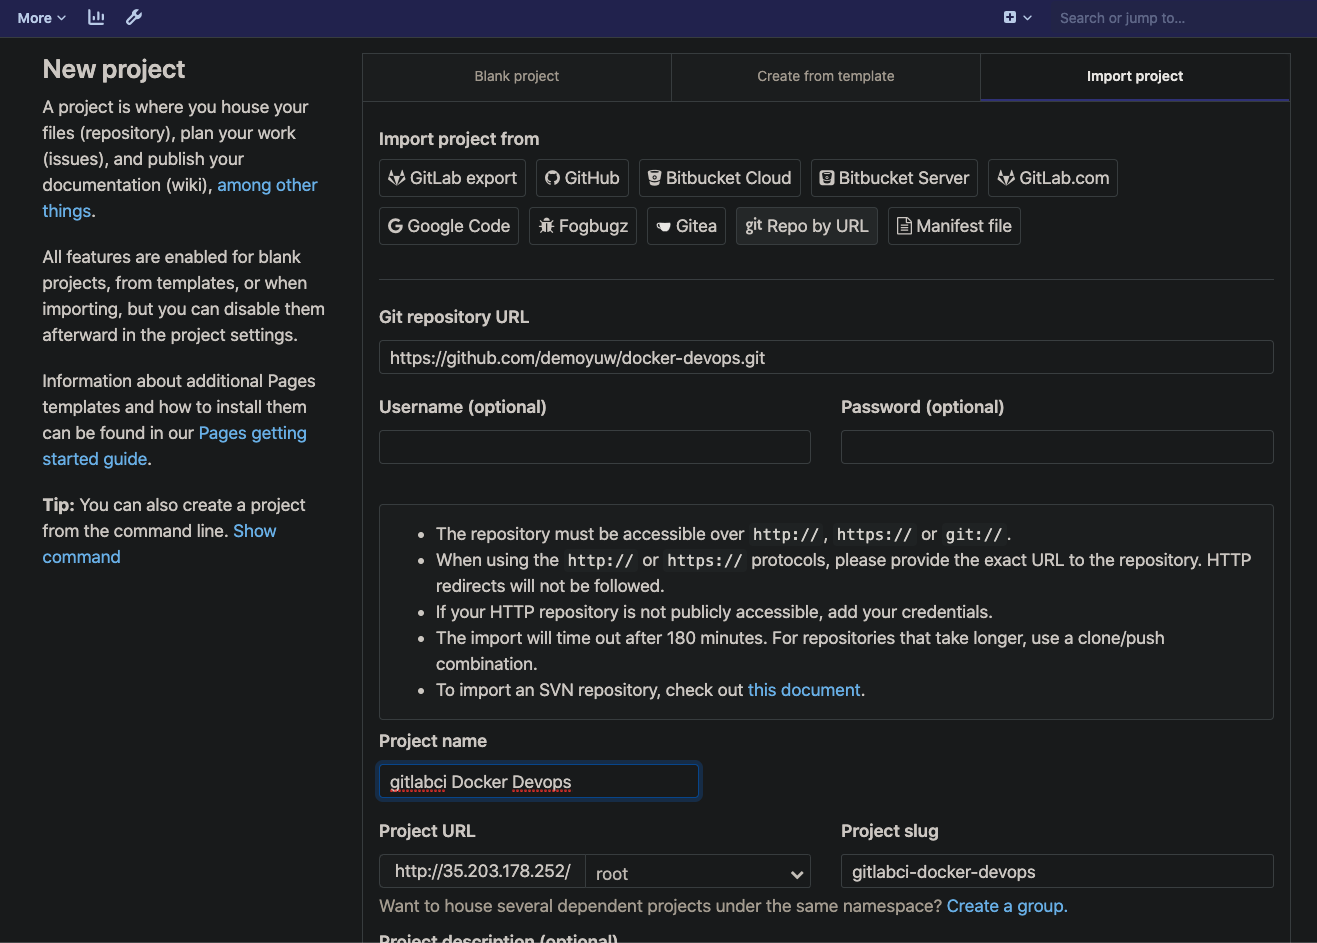 More
Search or jump to...
New project
A project is where you house your
files (repository), plan your work
(issues), and publish your
documentation (wiki), among other
things.
All features are enabled for blank
projects, from templates, or when
importing, but you can disable them
afterward in the project settings.
Information about additional Pages
templates and how to install them
can be found in our Pages getting
started guide.
Tip: You can also create a project
from the command line. Show
command
Blank project
Create from template
Import project
Import project from
GitLab export
GitHub
Bitbucket Cloud
Bitbucket Server
GitLab.com
Google Code
Fogbugz
Gitea
git Repo by URL
Manifest file
Git repository URL
https://github.com/demoyuw/docker-devops.git
Username (optional)
Password (optional)
The repository must be accessible over http://, https:// or git://.
When using the http:// or https:// protocols, please provide the exact URL to the repository. HTTP
redirects will not be followed.
If your HTTP repository is not publicly accessible, add your credentials.
The import will time out after 180 minutes. For repositories that take longer, use a clone/push
combination.
To import an SVN repository, check out this document.
Project name
gitlabci Docker Devops
Project URL
Project slug
http://35.203.178.252/
root
gitlabci-docker-devops
Want to house several dependent projects under the same namespace? Create a group.
Project description (optional)